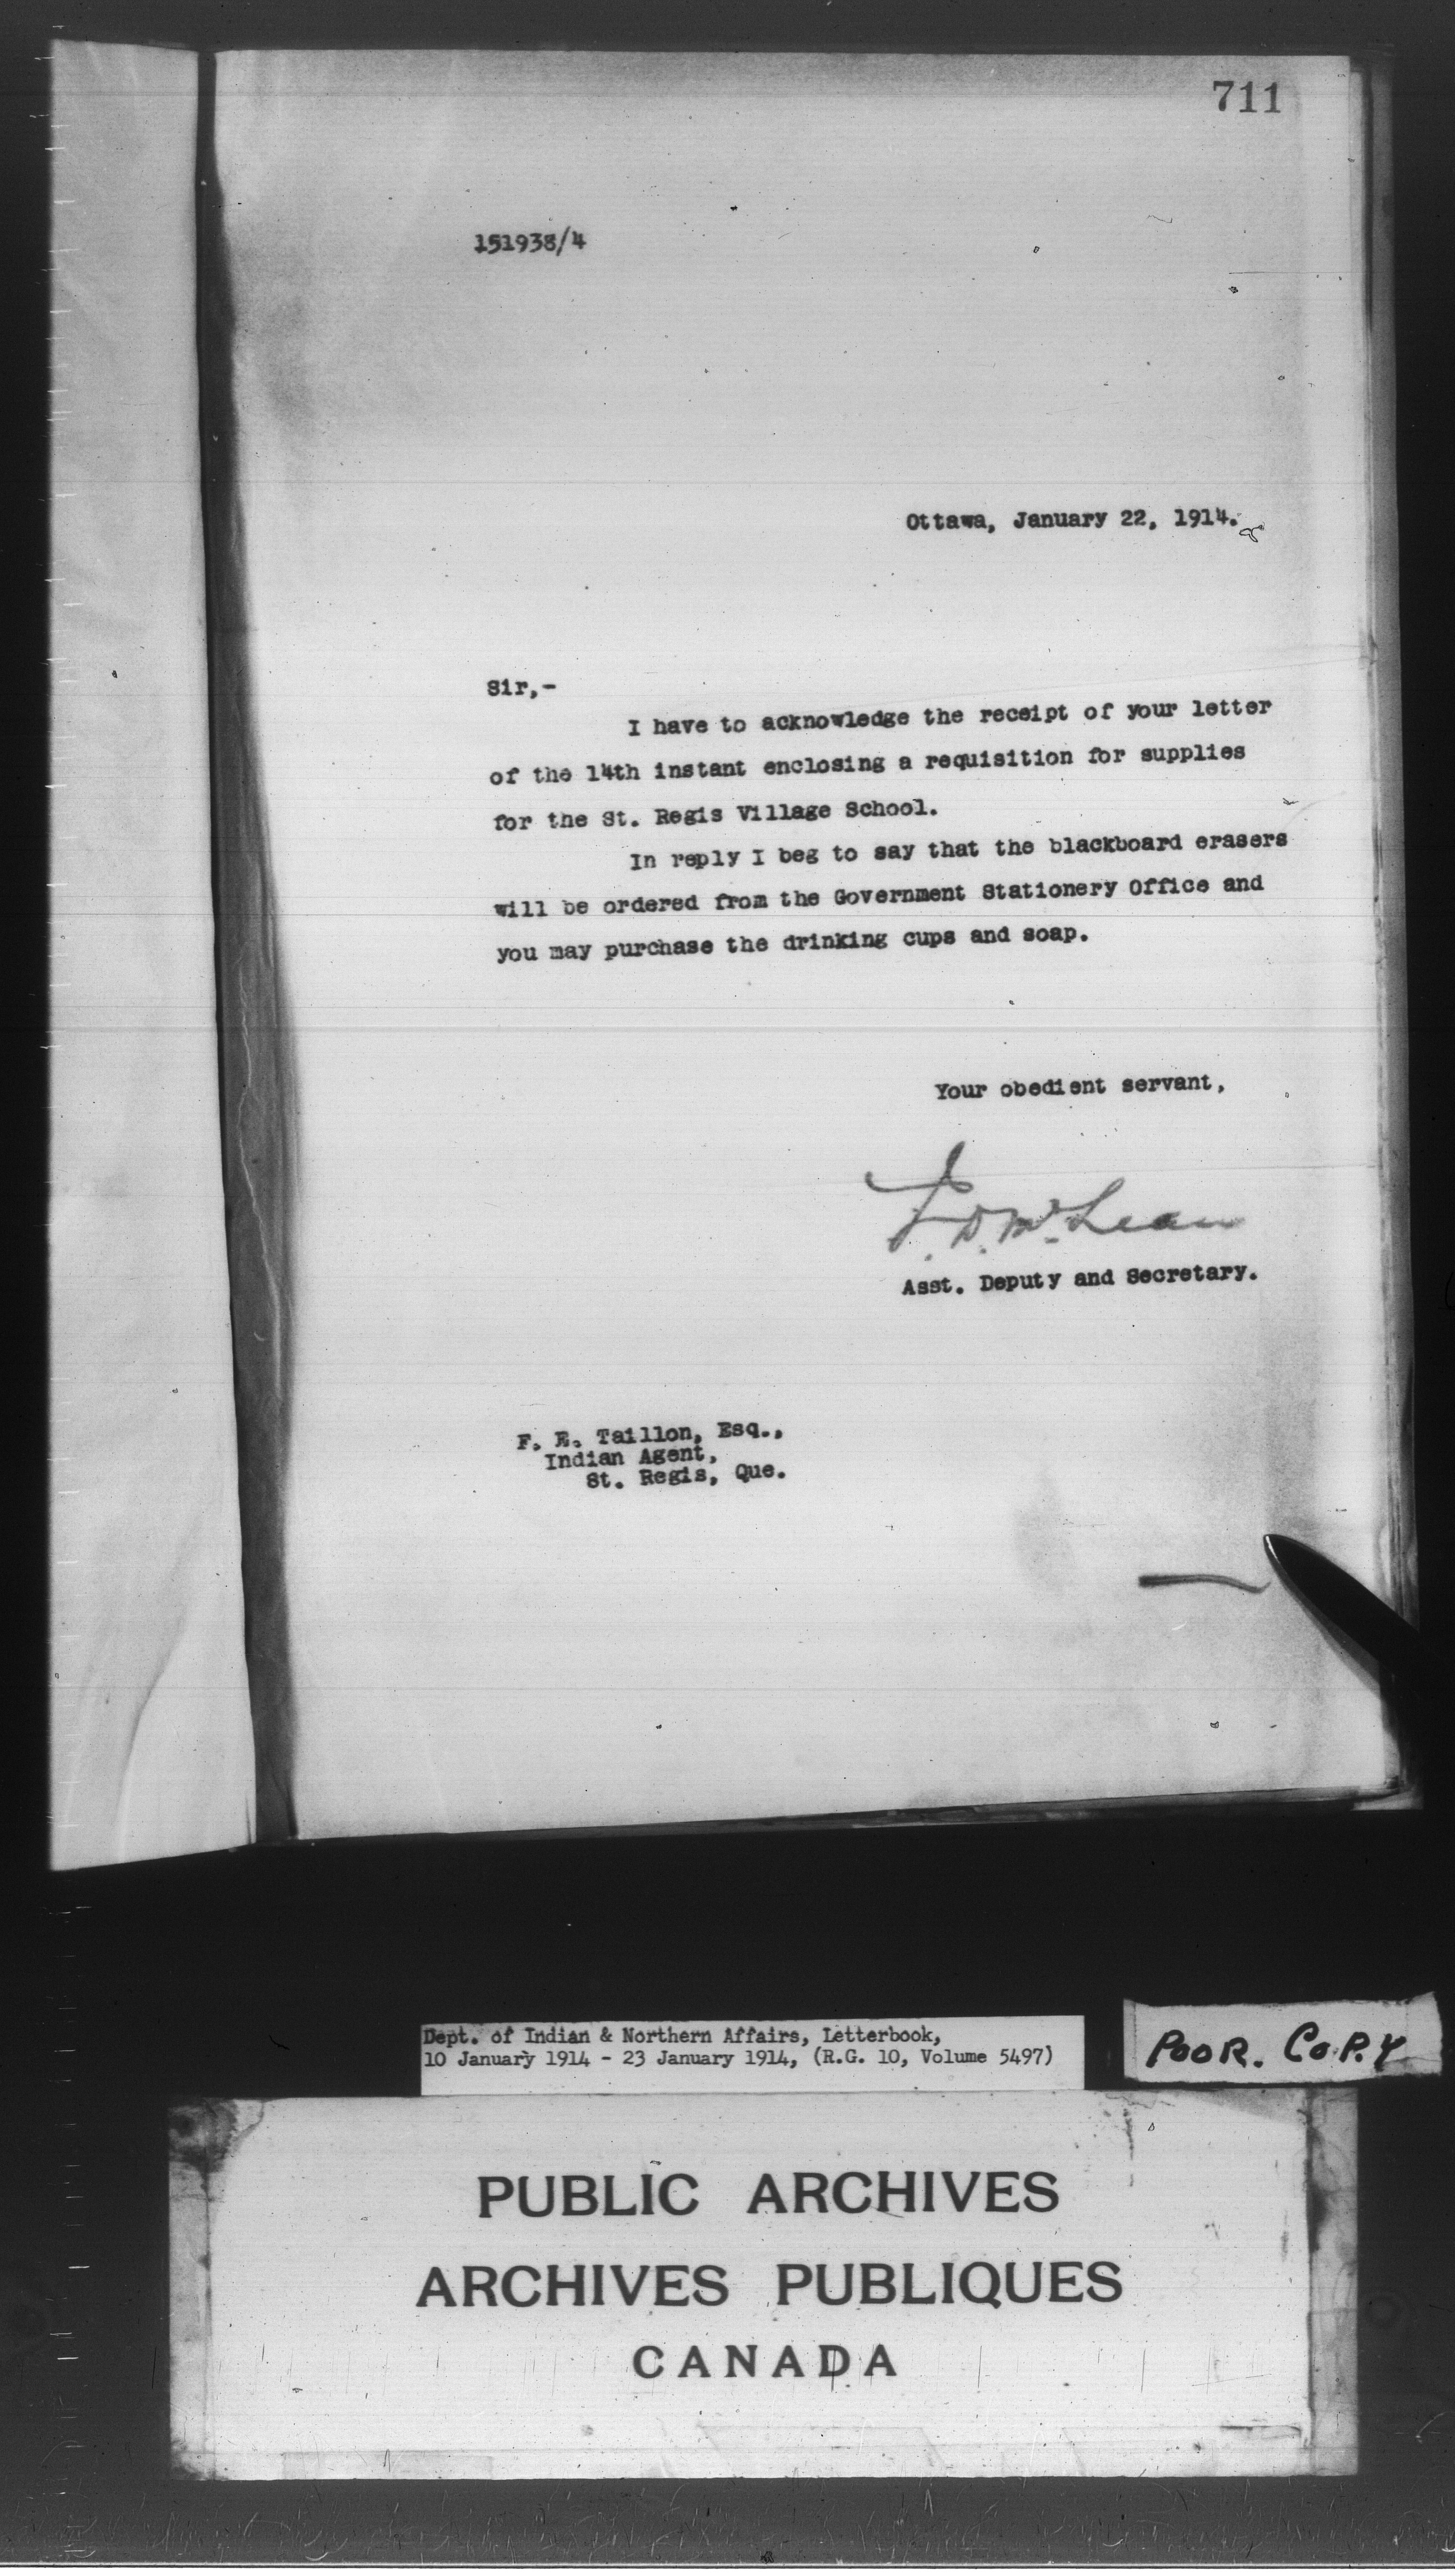 711
151938/4
Ottawa, January 22, 1914.
Sir,-
I have to acknowledge the receipt of your letter
of the 14th instant enclosing a requisition for supplies
for the St. Regis Village School.
In reply I beg to say that the blackboard erasers
will be ordered from the Government Stationery Office and
you may purchase the drinking cups and soap.
Your obedient servant,
J. D. McLean
Asst. Deputy and Secretary.
F. E. Taillon, Esq.,
Indian Agent,
St. Regis, Que.
Dept. of Indian & Northern Affairs, Letterbook,
10 January 1914 - 23 January 1914, (R.G. 10, Volume 5497)
POOR. COPY
PUBLIC ARCHIVES
ARCHIVES PUBLIQUES
CANADA